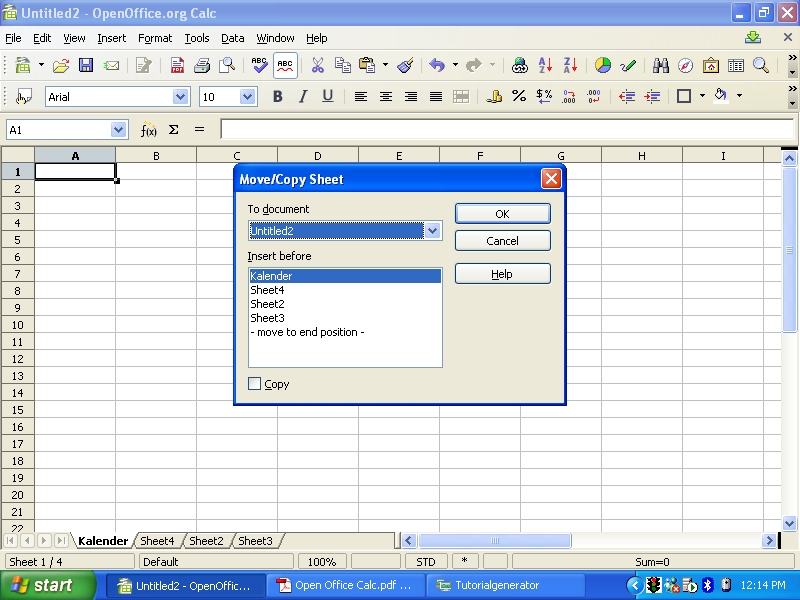 Untitled2 - OpenOffice.org Calc
File Edit View Insert Format Tools Data Window Help
ABC ABC
Arial 10 B I U
A1 f(x) Σ =
A B C D E F G H I
1
2
3
4
5
6
7
8
9
10
11
12
13
14
15
16
17
18
19
20
21
22
Move/Copy Sheet
To document
Untitled2
Insert before
Kalender
Sheet4
Sheet2
Sheet3
- move to end position -
Copy
OK
Cancel
Help
Kalender Sheet4 Sheet2 Sheet3
Sheet 1 / 4 Default 100% STD * Sum=0
start Untitled2 - OpenOffic... Open Office Calc.pdf ... Tutorialgenerator 12:14 PM